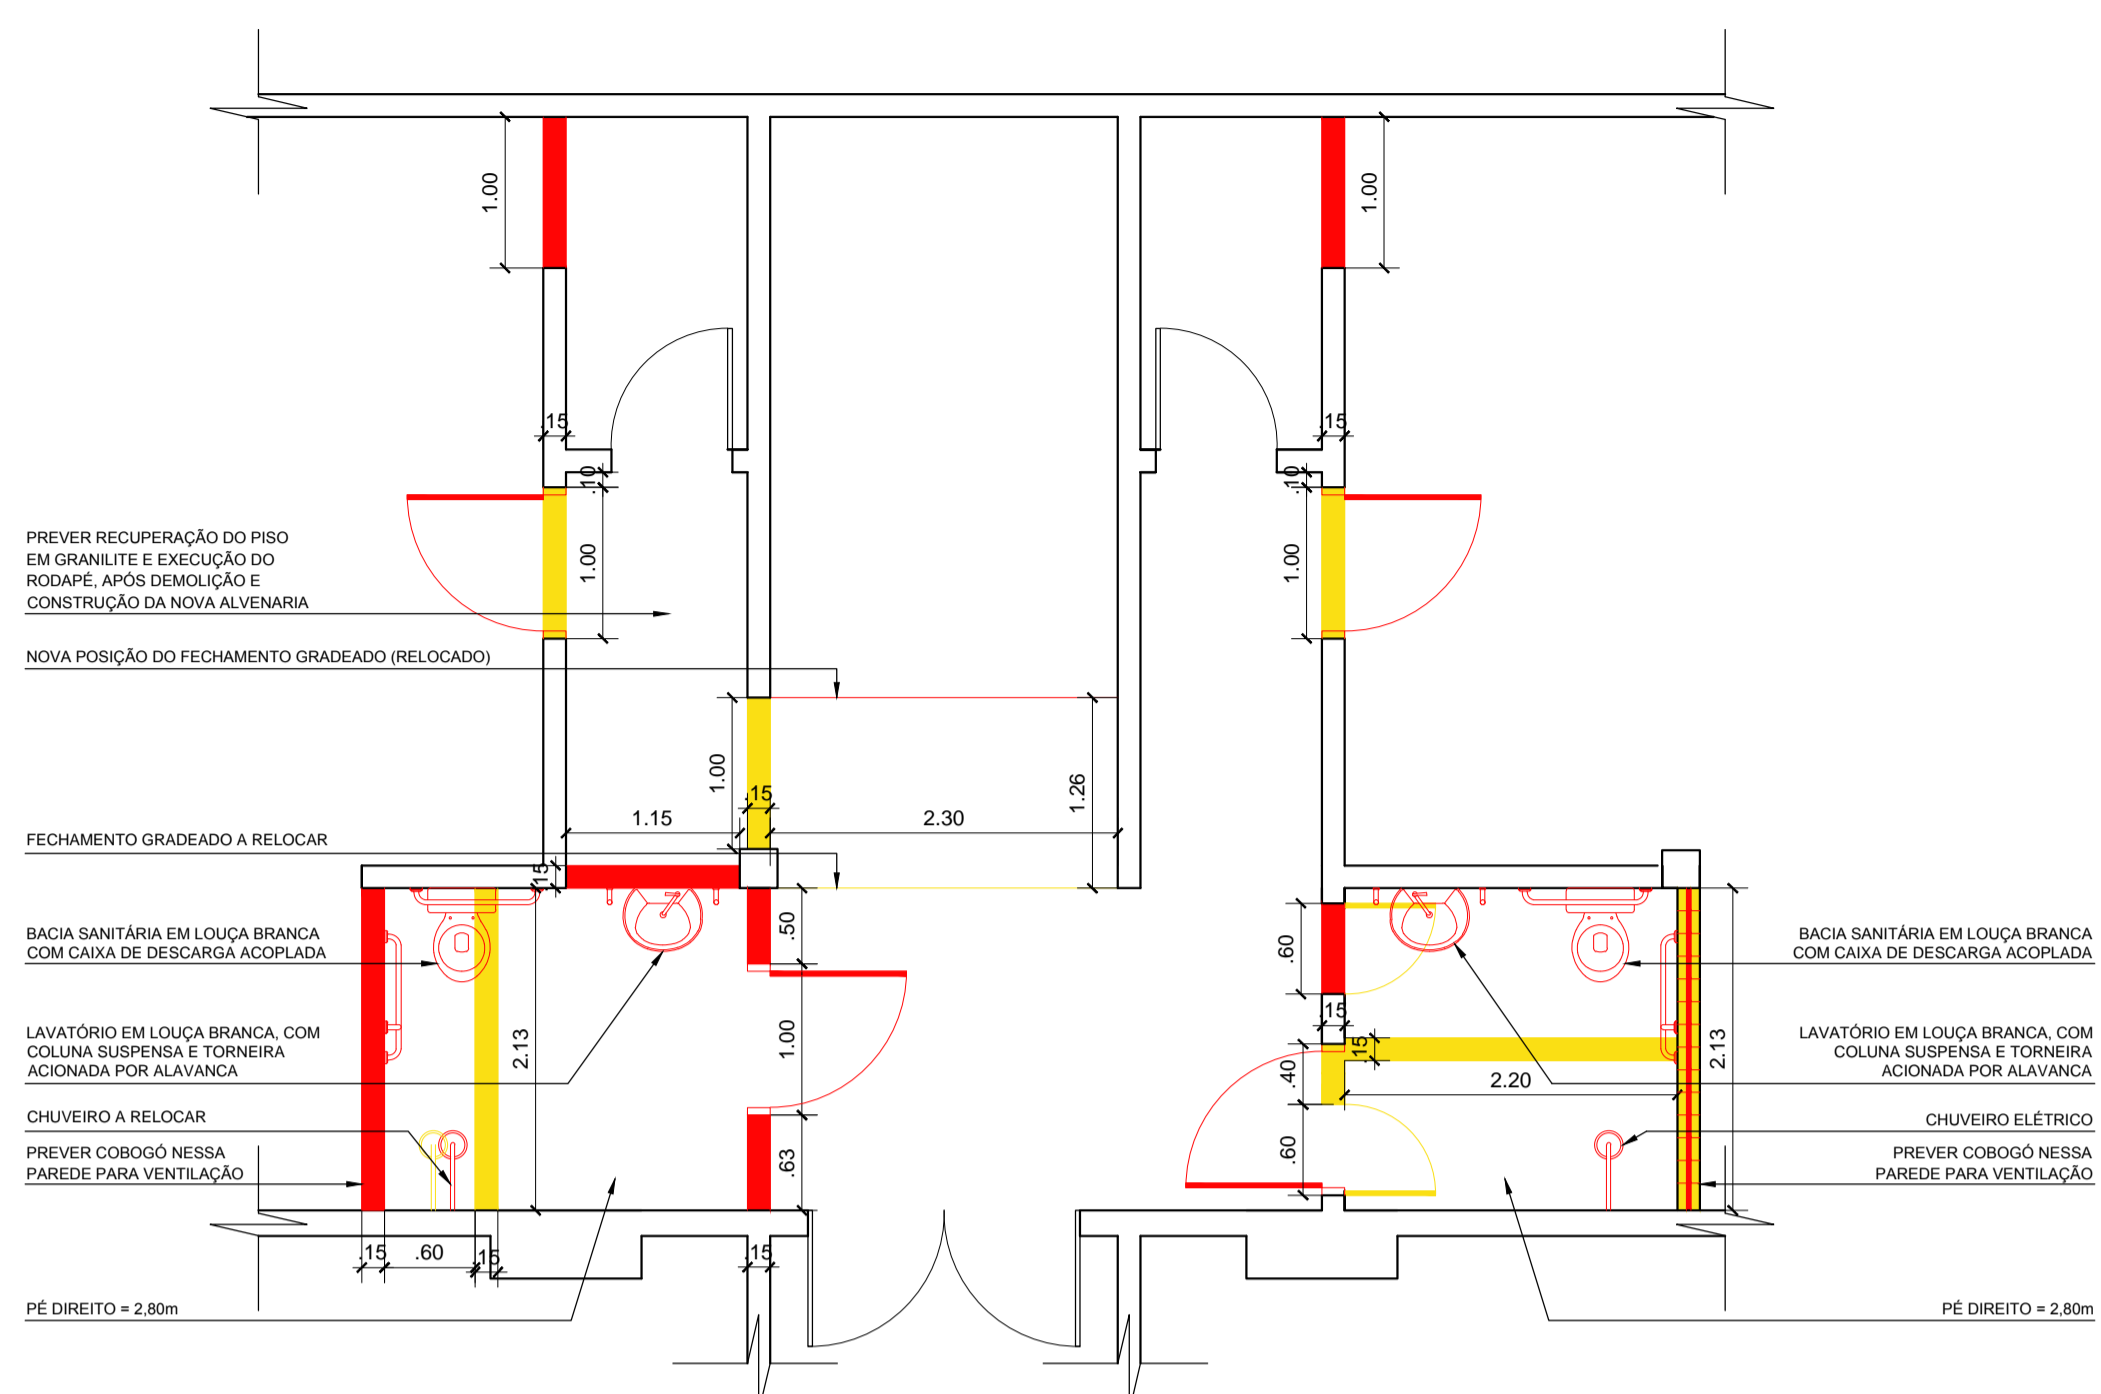 1.00
1.00
.15
.15
.10
.10
PREVER RECUPERAÇÃO DO PISO
EM GRANILITE E EXECUÇÃO DO
RODAPÉ, APÓS DEMOLIÇÃO E
CONSTRUÇÃO DA NOVA ALVENARIA
1.00
1.00
NOVA POSIÇÃO DO FECHAMENTO GRADEADO (RELOCADO)
1.00
.15
1.26
1.15
2.30
FECHAMENTO GRADEADO A RELOCAR
.15
BACIA SANITÁRIA EM LOUÇA BRANCA
COM CAIXA DE DESCARGA ACOPLADA
.50
.60
BACIA SANITÁRIA EM LOUÇA BRANCA
COM CAIXA DE DESCARGA ACOPLADA
LAVATÓRIO EM LOUÇA BRANCA, COM
COLUNA SUSPENSA E TORNEIRA
ACIONADA POR ALAVANCA
2.13
1.00
.15
.15
.40
2.20
2.13
LAVATÓRIO EM LOUÇA BRANCA, COM
COLUNA SUSPENSA E TORNEIRA
ACIONADA POR ALAVANCA
CHUVEIRO A RELOCAR
CHUVEIRO ELÉTRICO
PREVER COBOGÓ NESSA
PAREDE PARA VENTILAÇÃO
.63
.60
PREVER COBOGÓ NESSA
PAREDE PARA VENTILAÇÃO
.15
.60
.15
.15
PÉ DIREITO = 2,80m
PÉ DIREITO = 2,80m